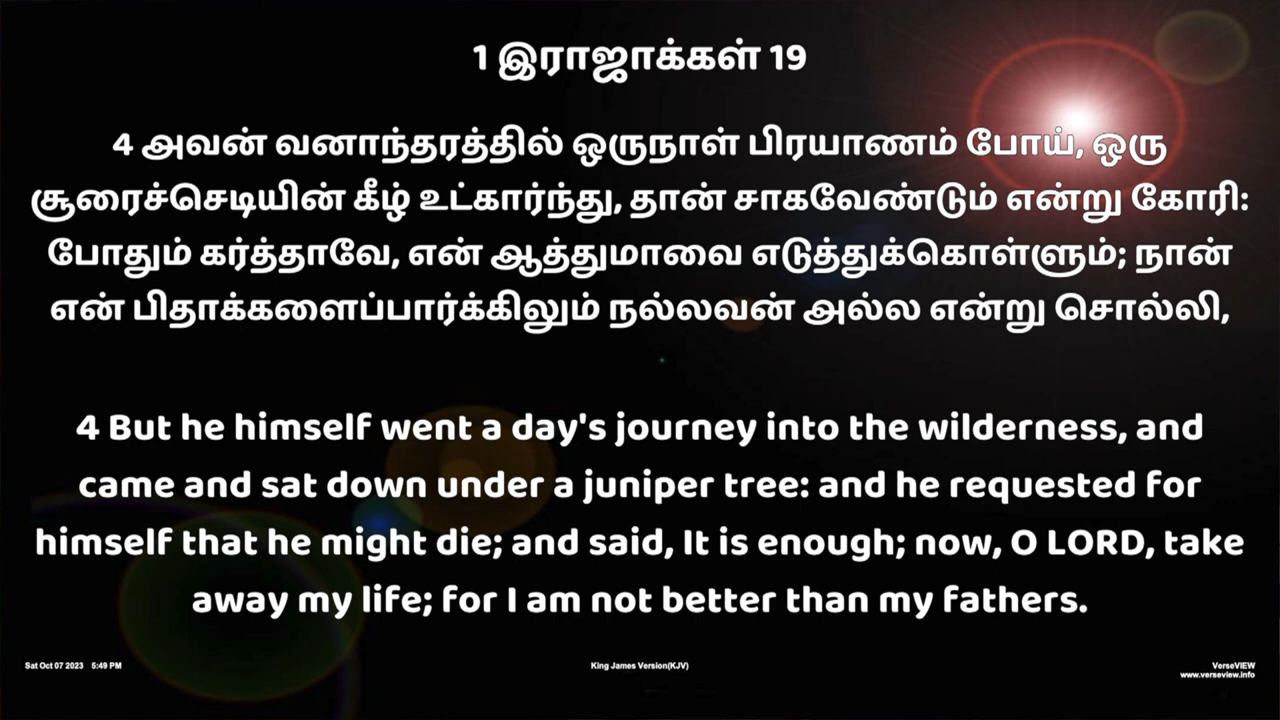 1 இராஜாக்கள் 19
4 அவன் வனாந்தரத்தில் ஒருநாள் பிரயாணம் போய், ஒரு
சூரைச்செடியின் கீழ் உட்கார்ந்து, தான் சாகவேண்டும் என்று கோரி:
போதும் கர்த்தாவே, என் ஆத்துமாவை எடுத்துக்கொள்ளும்; நான்
என் பிதாக்களைப்பார்க்கிலும் நல்லவன் அல்ல என்று சொல்லி,
4 But he himself went a day's journey into the wilderness, and
came and sat down under a juniper tree: and he requested for
himself that he might die; and said, It is enough; now, O LORD, take
away my life; for I am not better than my fathers.
Sat Oct 07 2023 5:49 PM
King James Version(KJV)
VerseVIEW
www.verseview.info